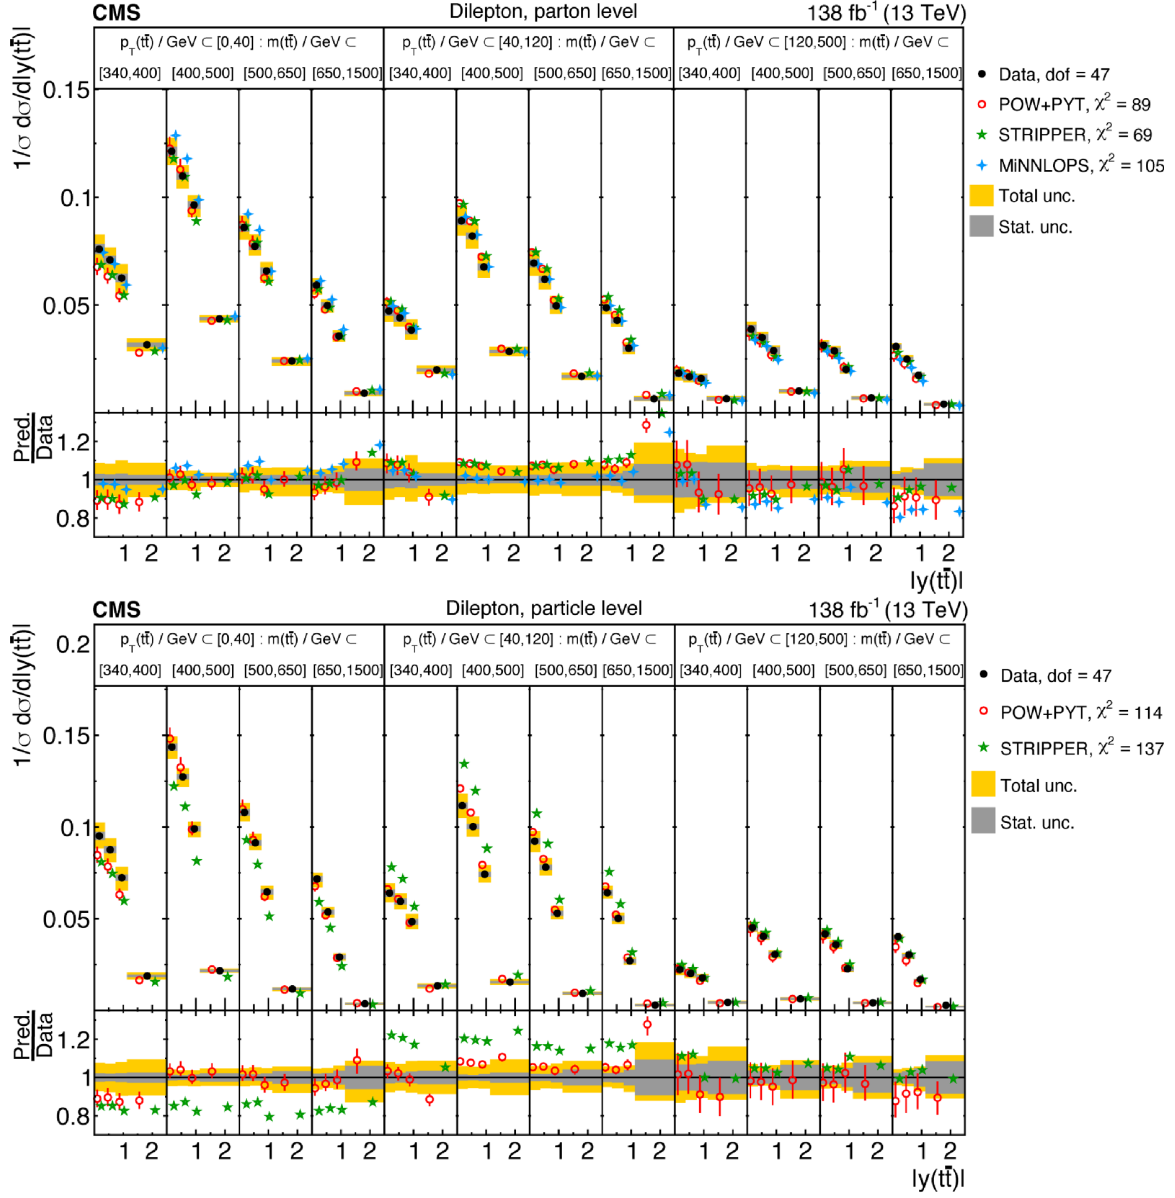 CMS Dilepton, parton level 138 fb⁻¹ (13 TeV)
p_T(tt̄) / GeV ⊂ [0,40] : m(tt̄) / GeV ⊂ p_T(tt̄) / GeV ⊂ [40,120] : m(tt̄) / GeV ⊂ p_T(tt̄) / GeV ⊂ [120,500] : m(tt̄) / GeV ⊂
[340,400] [400,500] [500,650] [650,1500] [340,400] [400,500] [500,650] [650,1500] [340,400] [400,500] [500,650] [650,1500]
1/σ dσ/d|y(tt̄)|
0.15
0.1
0.05
Data, dof = 47
POW+PYT, χ² = 89
STRIPPER, χ² = 69
MiNNLOPS, χ² = 105
Total unc.
Stat. unc.
Pred.
Data
1.2
1
0.8
1 2 1 2 1 2 1 2 1 2 1 2 1 2 1 2 1 2 1 2 1 2 1 2
|y(tt̄)|
CMS Dilepton, particle level 138 fb⁻¹ (13 TeV)
p_T(tt̄) / GeV ⊂ [0,40] : m(tt̄) / GeV ⊂ p_T(tt̄) / GeV ⊂ [40,120] : m(tt̄) / GeV ⊂ p_T(tt̄) / GeV ⊂ [120,500] : m(tt̄) / GeV ⊂
[340,400] [400,500] [500,650] [650,1500] [340,400] [400,500] [500,650] [650,1500] [340,400] [400,500] [500,650] [650,1500]
1/σ dσ/d|y(tt̄)|
0.2
0.15
0.1
0.05
Data, dof = 47
POW+PYT, χ² = 114
STRIPPER, χ² = 137
Total unc.
Stat. unc.
Pred.
Data
1.2
1
0.8
1 2 1 2 1 2 1 2 1 2 1 2 1 2 1 2 1 2 1 2 1 2 1 2
|y(tt̄)|